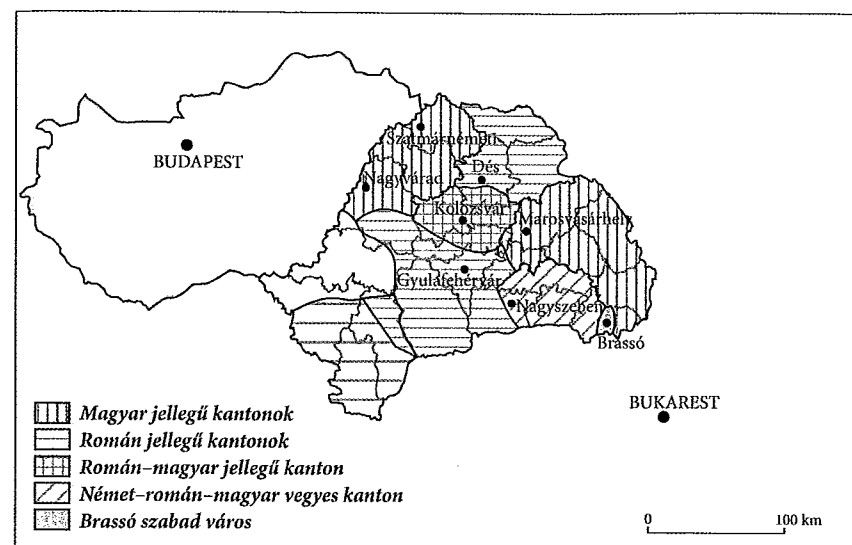 Szatmárnémeti
BUDAPEST
Dés
Nagyvárad
Kolozsvár
Marosvásárhely
Gyulafehérvár
Nagyszeben
Brassó
BUKAREST
Magyar jellegű kantonok
Román jellegű kantonok
Román–magyar jellegű kanton
Német–román–magyar vegyes kanton
Brassó szabad város
0 100 km